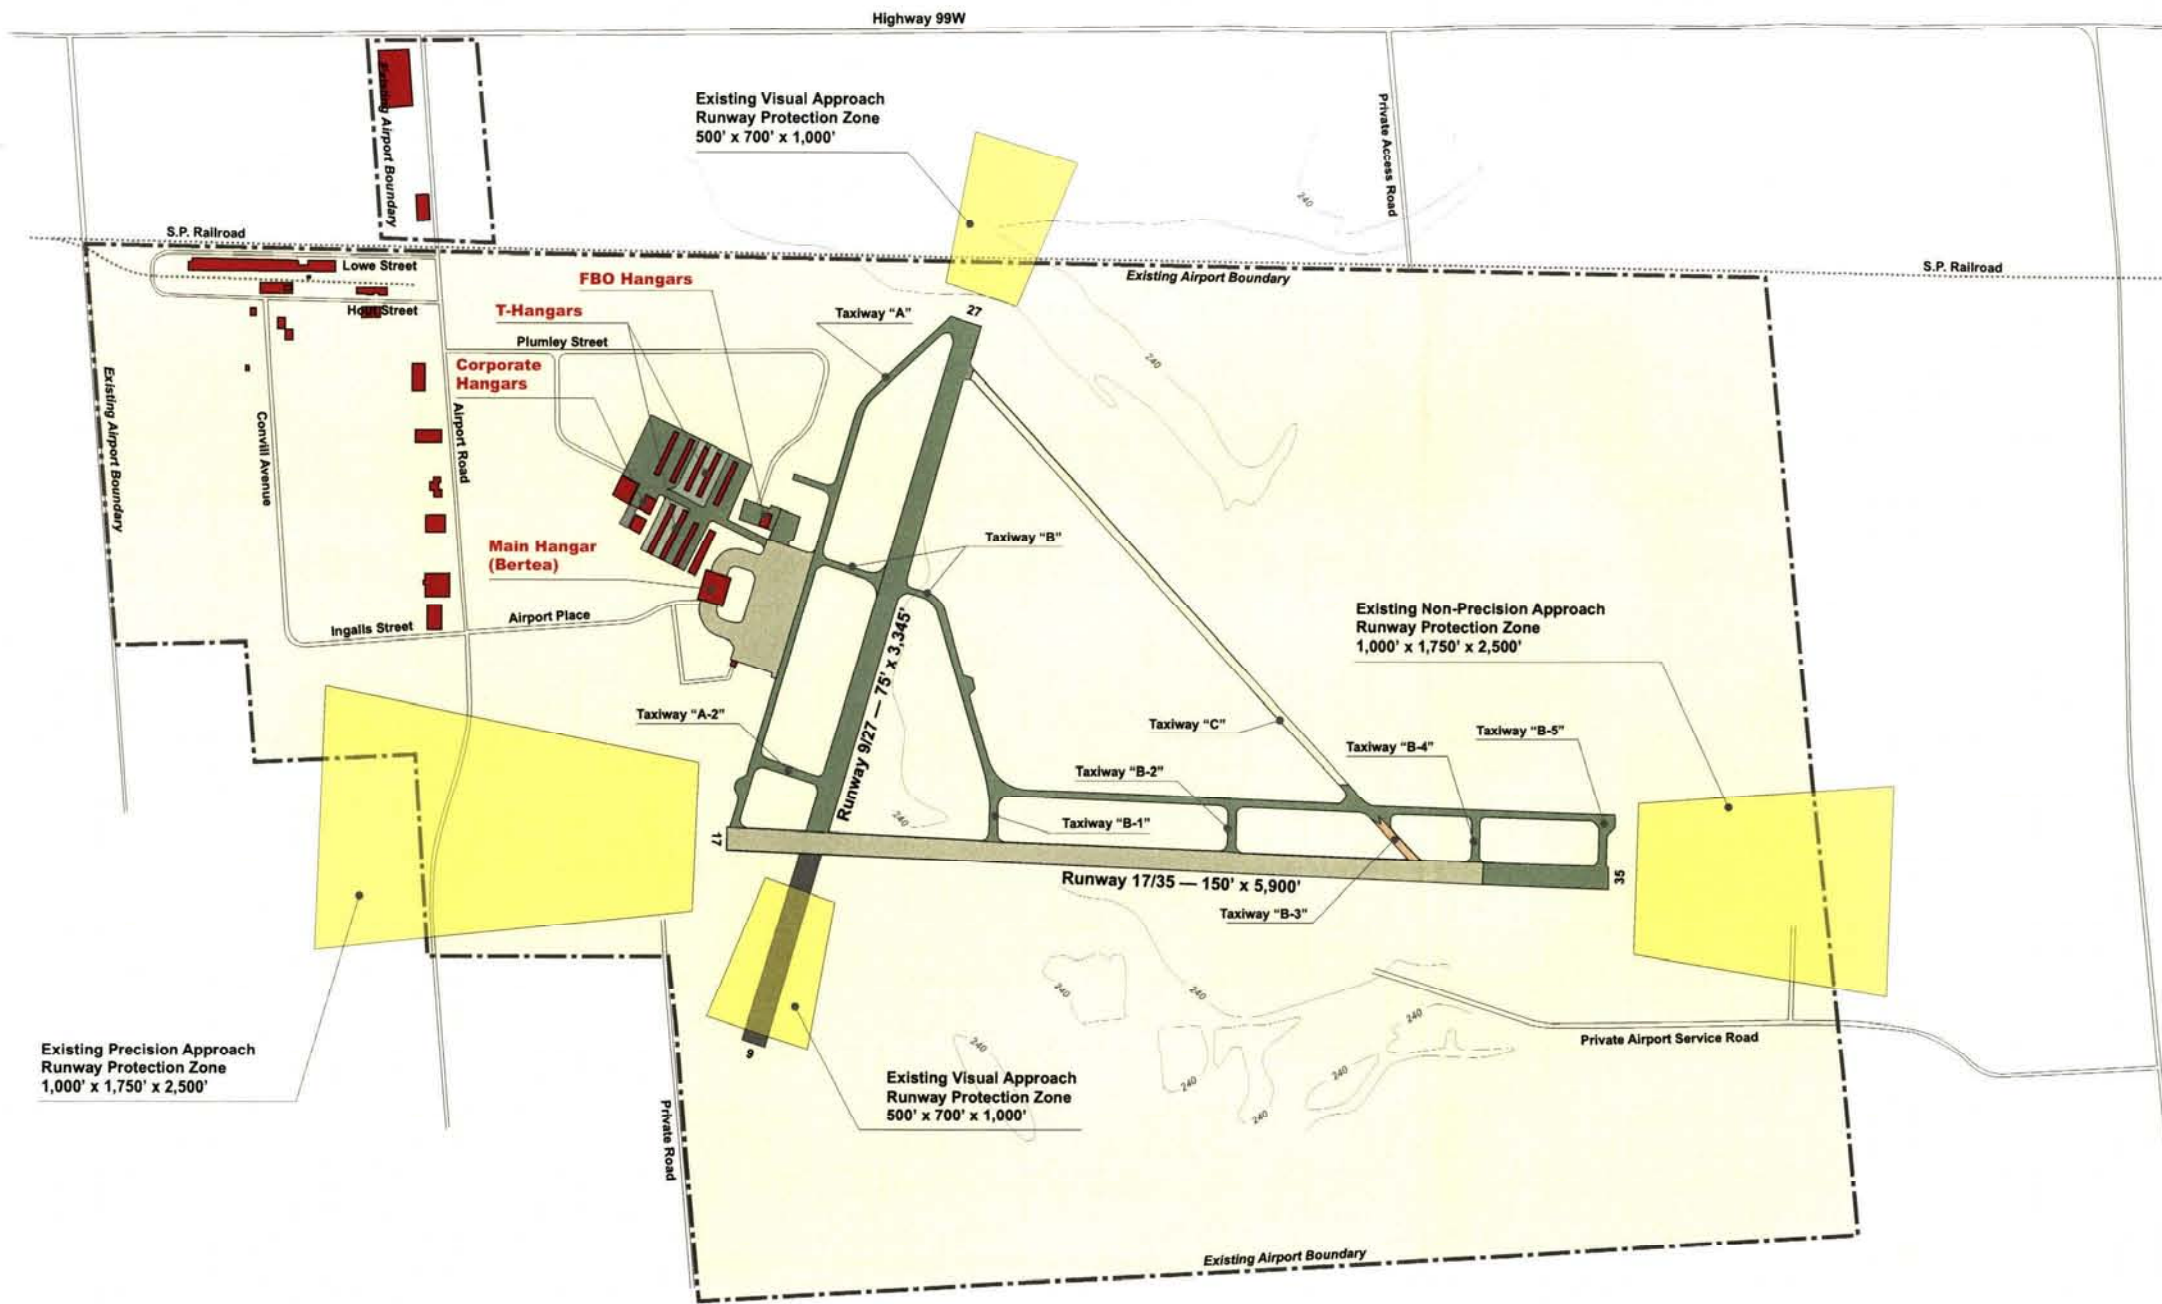 Highway 99W
Existing Airport Boundary
Existing Visual Approach
Runway Protection Zone
500' x 700' x 1,000'
Private Access Road
240
S.P. Railroad
Lowe Street
Hout Street
FBO Hangars
T-Hangars
Plumley Street
Corporate
Hangars
Taxiway "A"
27
Existing Airport Boundary
S.P. Railroad
240
Existing Airport Boundary
Convill Avenue
Airport Road
Main Hangar
(Bertea)
Taxiway "B"
Ingalls Street
Airport Place
Existing Non-Precision Approach
Runway Protection Zone
1,000' x 1,750' x 2,500'
Runway 9/27 — 75' x 3,345'
Taxiway "A-2"
Taxiway "C"
Taxiway "B-4"
Taxiway "B-5"
Taxiway "B-2"
Taxiway "B-1"
240
17
Runway 17/35 — 150' x 5,900'
35
Taxiway "B-3"
240
240
240
240
Private Airport Service Road
9
Existing Precision Approach
Runway Protection Zone
1,000' x 1,750' x 2,500'
Existing Visual Approach
Runway Protection Zone
500' x 700' x 1,000'
240
240
240
Private Road
Existing Airport Boundary